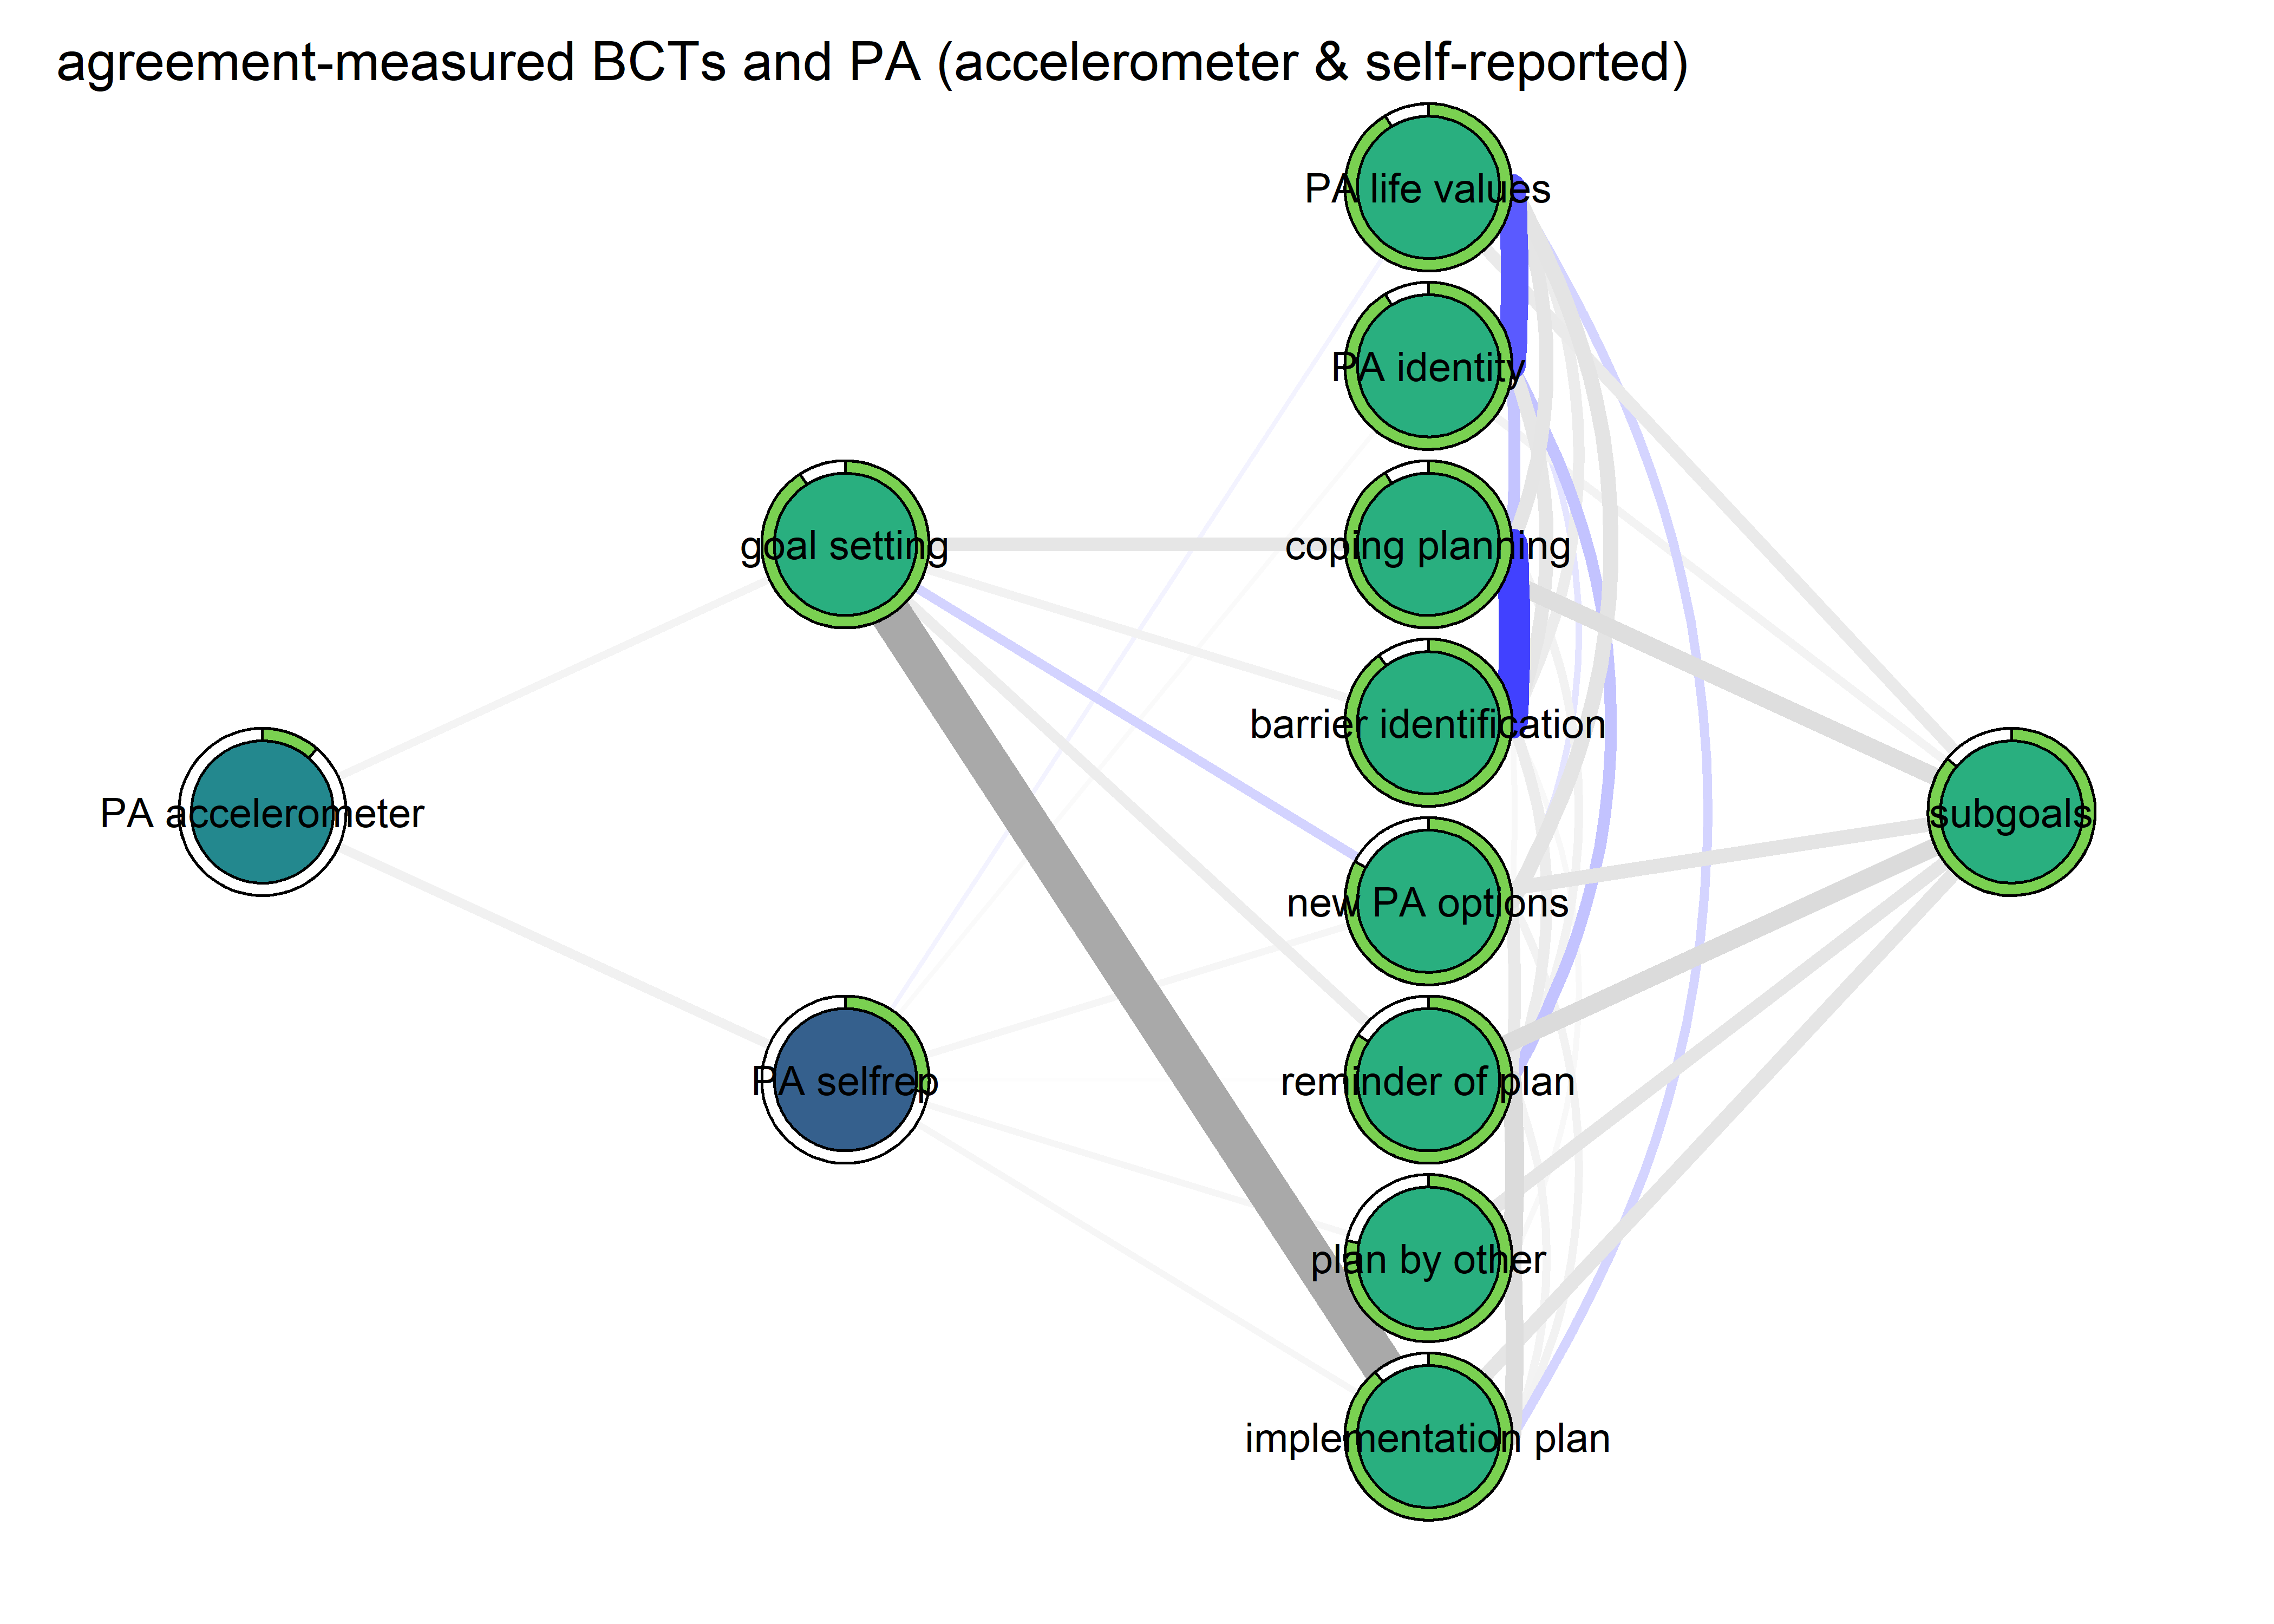 agreement-measured BCTs and PA (accelerometer & self-reported)
PA life values
PA identity
goal setting
coping planning
barrier identification
PA accelerometer
subgoals
new PA options
PA selfrep
reminder of plan
plan by other
implementation plan